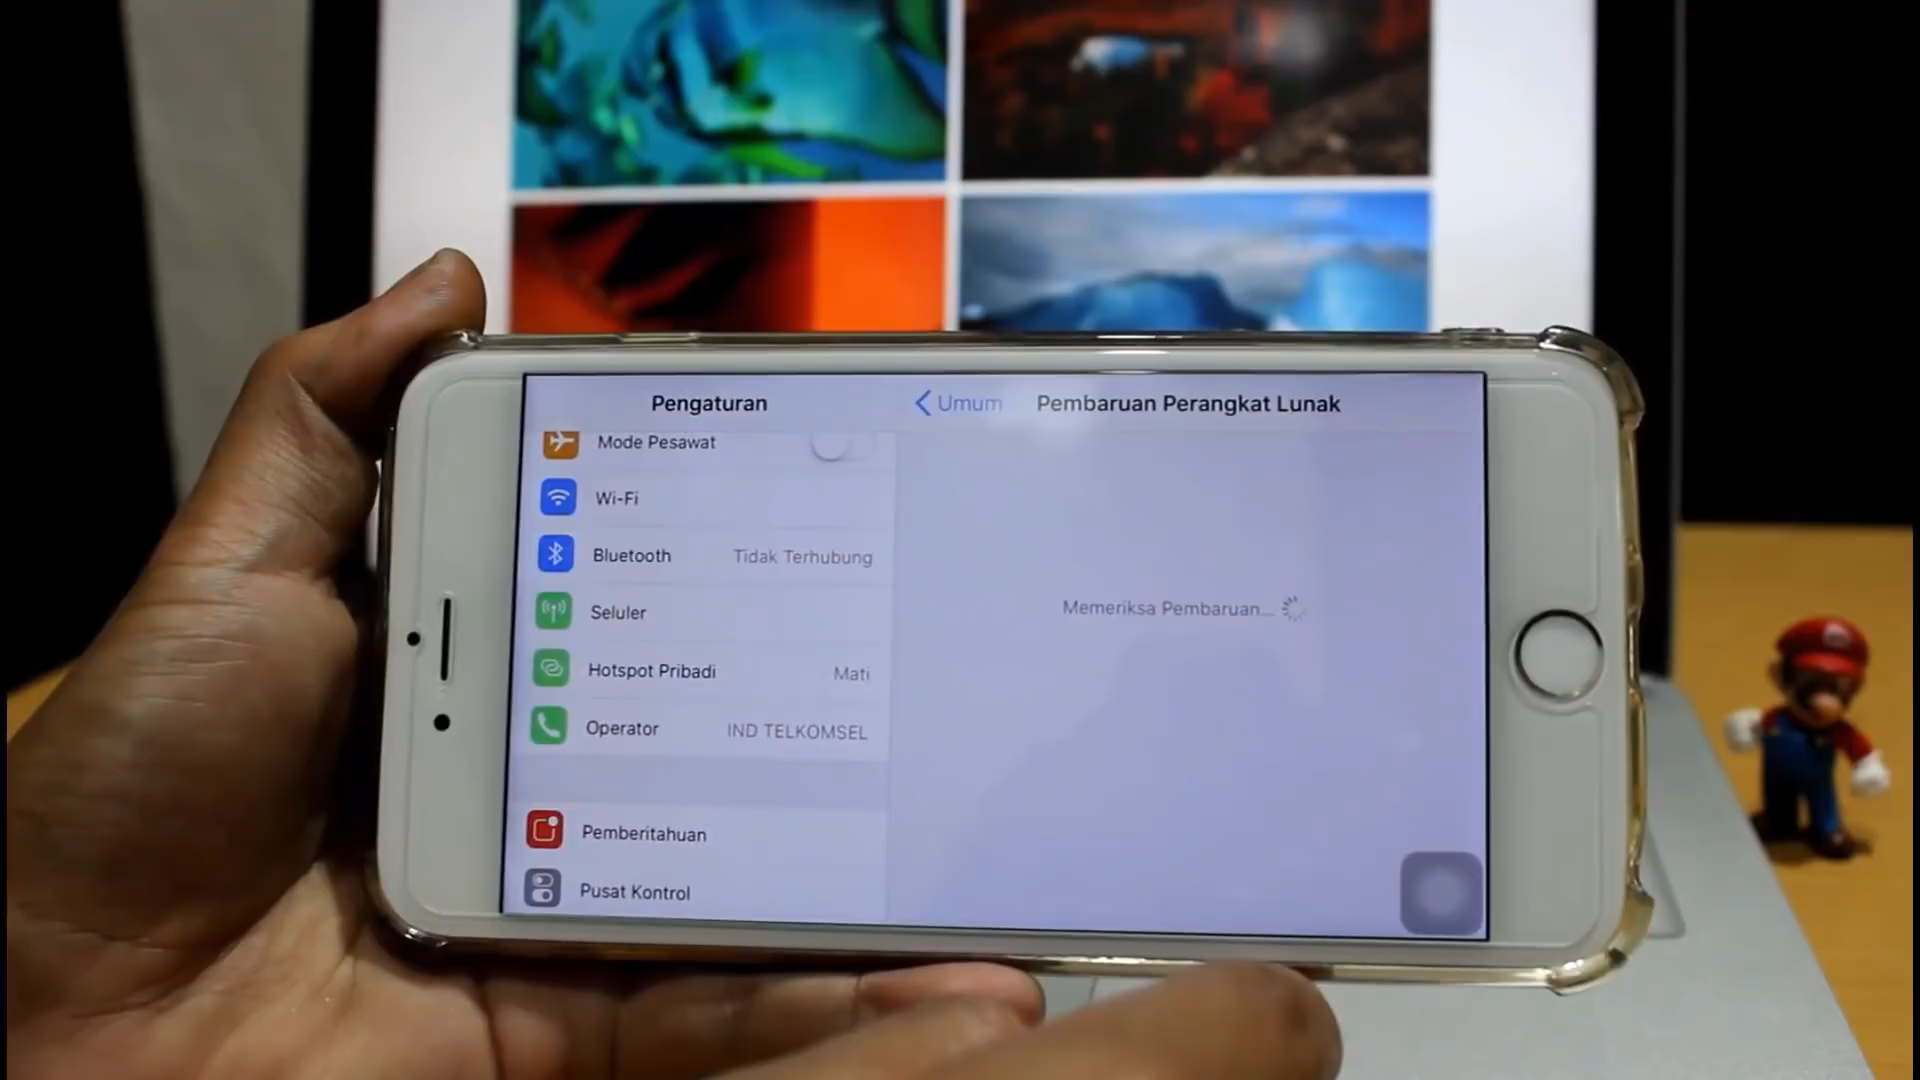 Pengaturan
Mode Pesawat
Wi-Fi
Bluetooth Tidak Terhubung
Seluler
Hotspot Pribadi Mati
Operator IND TELKOMSEL
Pemberitahuan
Pusat Kontrol
Umum Pembaruan Perangkat Lunak
Memeriksa Pembaruan...